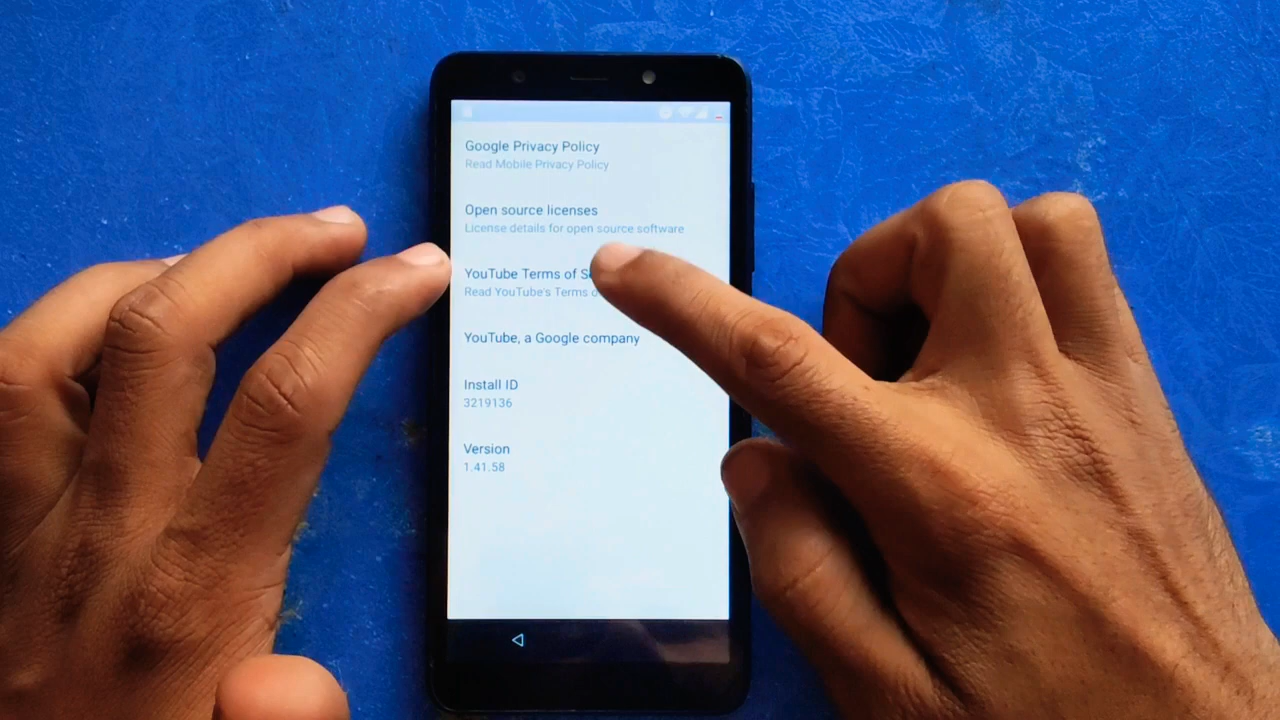 Google Privacy Policy
Read Mobile Privacy Policy
Open source licenses
License details for open source software
YouTube Terms of
Read YouTube's Terms
YouTube, a Google company
Install ID
3219136
Version
1.41.58